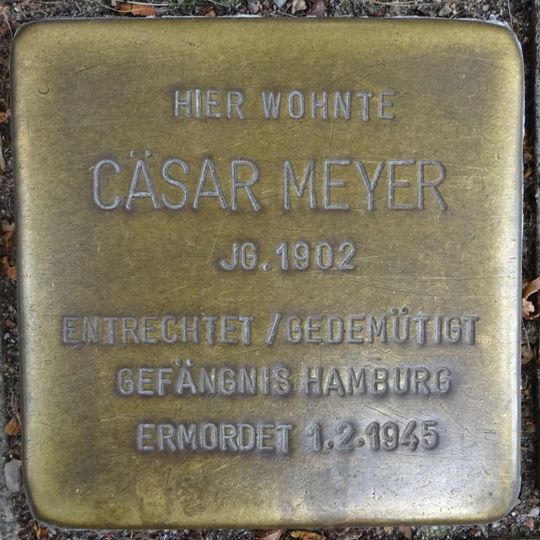 HIER WOHNTE
CÄSAR MEYER
JG. 1902
ENTRECHTET / GEDEMÜTIGT
GEFÄNGNIS HAMBURG
ERMORDET 1.2.1945